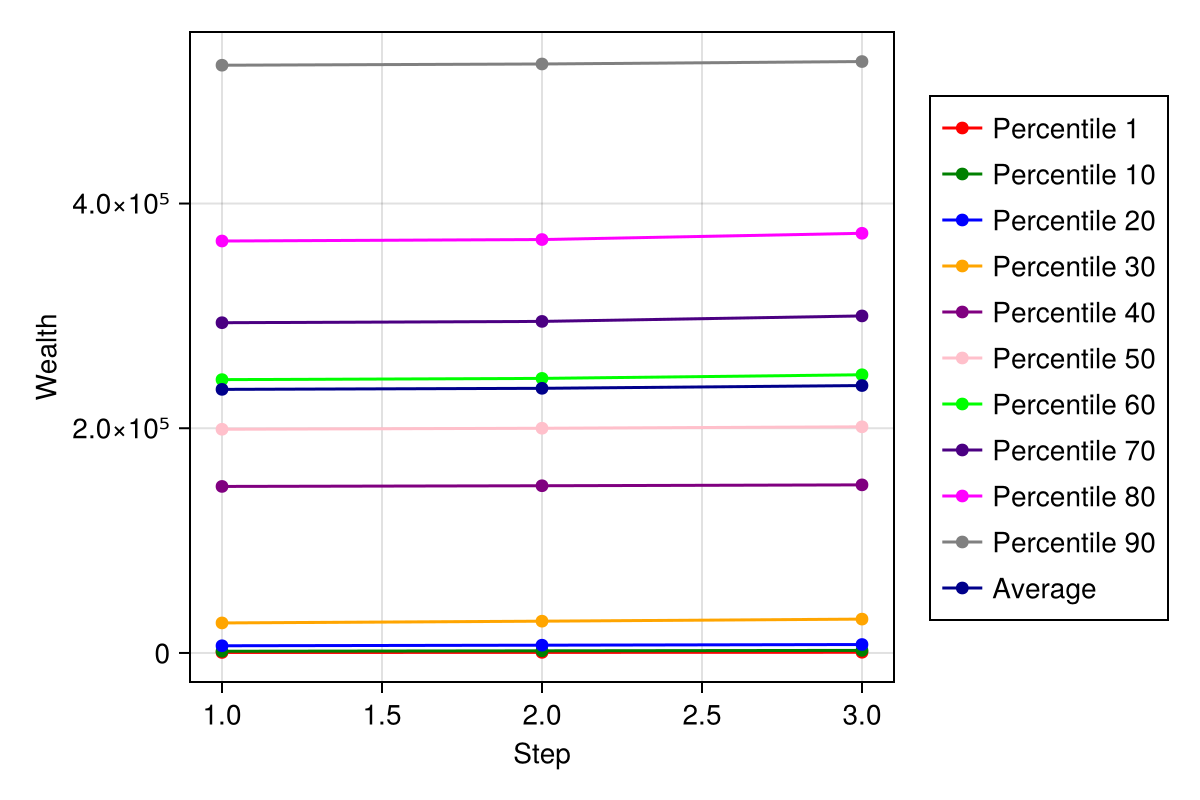 Wealth
4.0×10⁵
2.0×10⁵
0
1.0 1.5 2.0 2.5 3.0
Step
Percentile 1
Percentile 10
Percentile 20
Percentile 30
Percentile 40
Percentile 50
Percentile 60
Percentile 70
Percentile 80
Percentile 90
Average